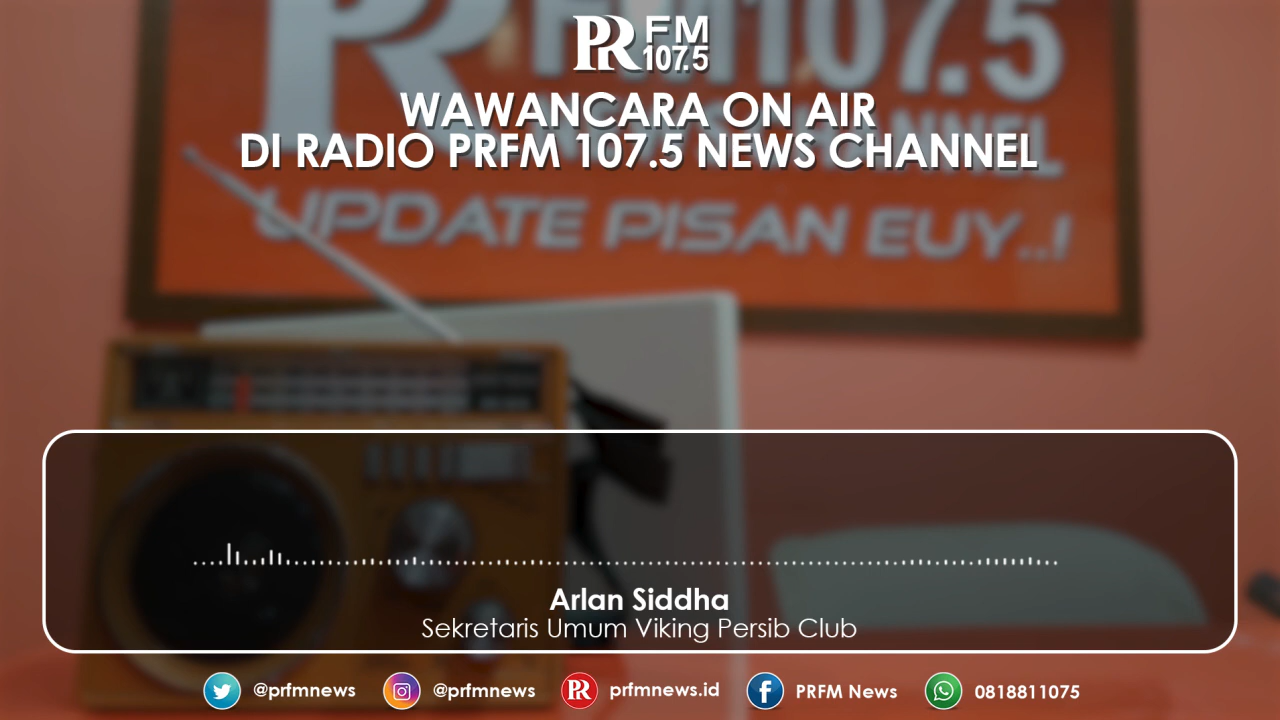 PR FM 107.5
WAWANCARA ON AIR
DI RADIO PRFM 107.5 NEWS CHANNEL
UPDATE PISAN EUY..!
Arlan Siddha
Sekretaris Umum Viking Persib Club
@prfmnews
@prfmnews
PR
prfmnews.id
PRFM News
0818811075